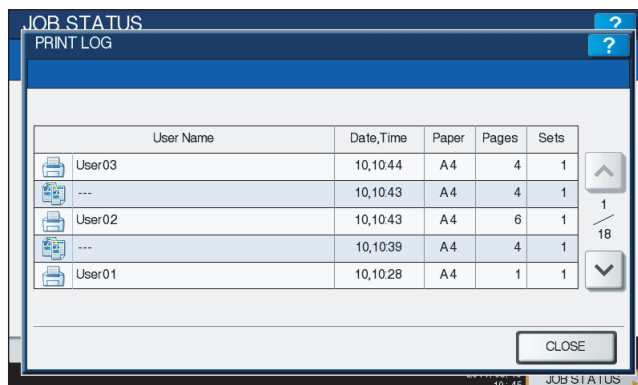 JOB STATUS ?
PRINT LOG ?
User Name Date,Time Paper Pages Sets
User03 10,10:44 A4 4 1
--- 10,10:43 A4 4 1
User02 10,10:43 A4 6 1
--- 10,10:39 A4 4 1
User01 10,10:28 A4 1 1
1
18
CLOSE
JOB STATUS